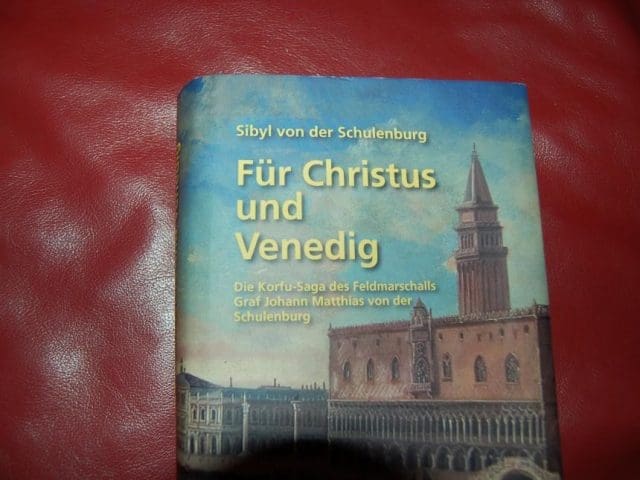 Sibyl von der Schulenburg
Für Christus
und
Venedig
Die Korfu-Saga des Feldmarschalls
Graf Johann Matthias von der
Schulenburg